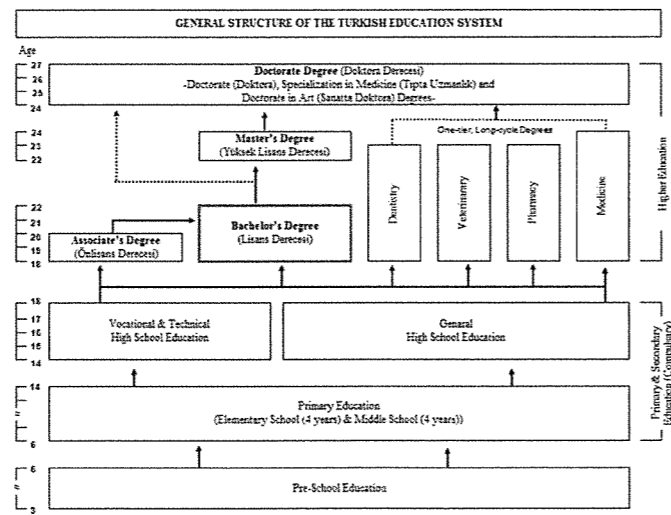 GENERAL STRUCTURE OF THE TURKISH EDUCATION SYSTEM
Age
27
26
25
24
Doctorate Degree (Doktora Derecesi)
-Doctorate (Doktora), Specialization in Medicine (Tıpta Uzmanlık) and
Doctorate in Art (Sanatta Doktora) Degrees-
24
23
22
Master's Degree
(Yüksek Lisans Derecesi)
One-tier, Long-cycle Degrees
Dentistry
Veterinanary
Pharmacy
Medicine
Higher Education
22
21
20
19
18
Associate's Degree
(Önlisans Derecesi)
Bachelor's Degree
(Lisans Derecesi)
18
17
16
15
14
Vocational & Technical
High School Education
General
High School Education
Primary & Secondary
Education (Compulsary)
14
"
6
Primary Education
(Elementary School (4 years) & Middle School (4 years))
6
"
3
Pre-School Education